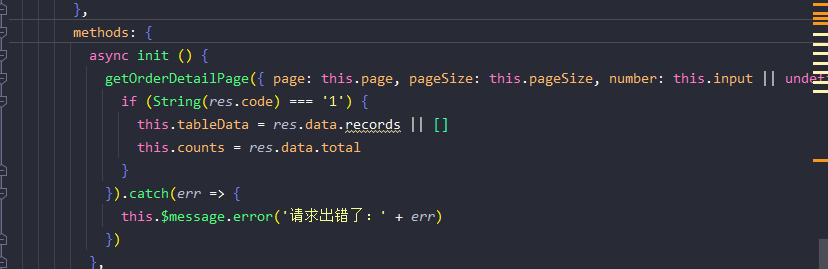 },
methods: {
async init () {
getOrderDetailPage({ page: this.page, pageSize: this.pageSize, number: this.input || undef
if (String(res.code) === '1') {
this.tableData = res.data.records || []
this.counts = res.data.total
}
}).catch(err => {
this.$message.error('请求出错了：' + err)
})
},